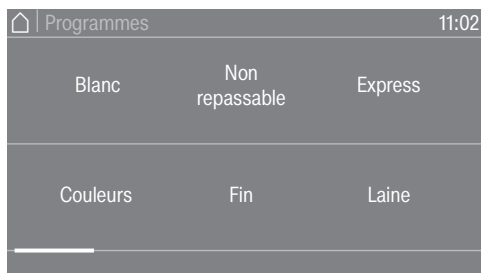 Programmes 11:02
Blanc
Non
repassable
Express
Couleurs
Fin
Laine